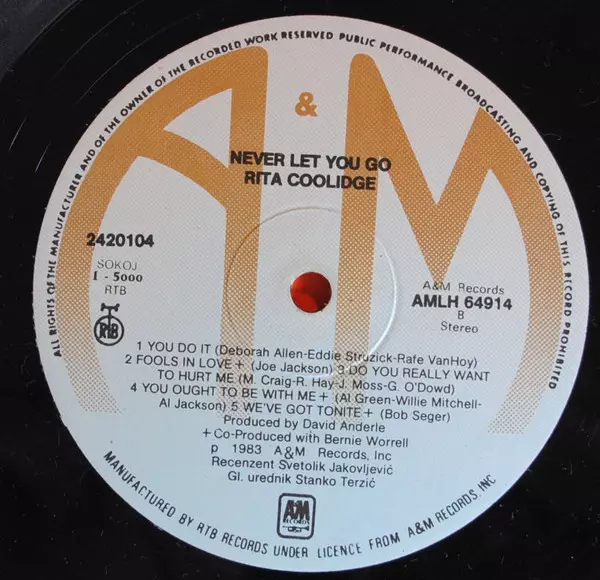 ALL RIGHTS OF THE MANUFACTURER AND OF THE OWNER OF THE RECORDED WORK RESERVED PUBLIC PERFORMANCE BROADCASTING AND COPYING OF THIS RECORD PROHIBITED
A & M
NEVER LET YOU GO
RITA COOLIDGE
2420104
SOKOJ
I - 5000
RTB
RTB
A&M Records
AMLH 64914
B
Stereo
1 YOU DO IT (Deborah Allen-Eddie Struzick-Rafe VanHoy)
2 FOOLS IN LOVE + (Joe Jackson) 3 DO YOU REALLY WANT
TO HURT ME (M. Craig-R. Hay-J. Moss-G. O'Dowd)
4 YOU OUGHT TO BE WITH ME + (Al Green-Willie Mitchell-
Al Jackson) 5 WE'VE GOT TONITE + (Bob Seger)
Produced by David Anderle
+ Co-Produced with Bernie Worrell
p 1983 A&M Records, Inc
Recenzent Svetolik Jakovljević
Gl. urednik Stanko Terzić
A&M
RECORDS
MANUFACTURED BY RTB RECORDS UNDER LICENCE FROM A&M RECORDS, INC